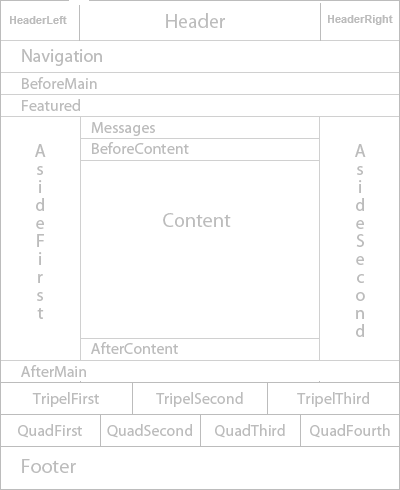 HeaderLeft Header HeaderRight
Navigation
BeforeMain
Featured
Messages
BeforeContent
AsideFirst
Content
AsideSecond
AfterContent
AfterMain
TripelFirst TripelSecond TripelThird
QuadFirst QuadSecond QuadThird QuadFourth
Footer